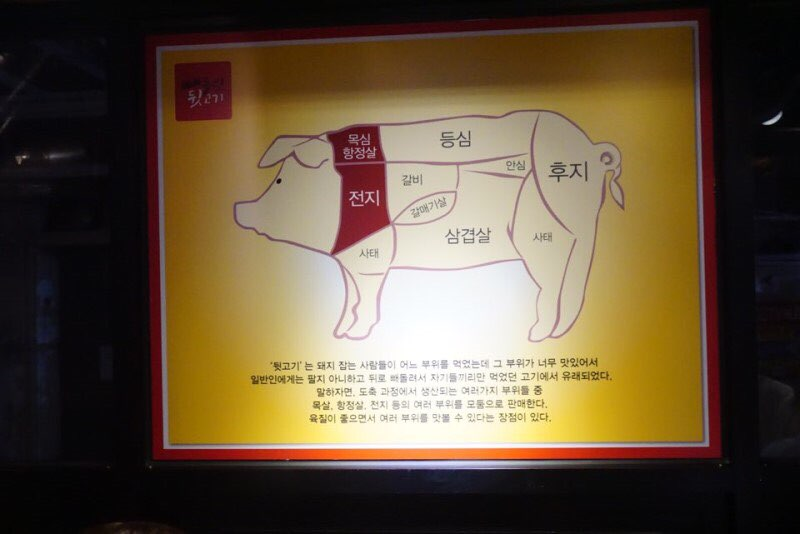 뒷고기
목심
항정살
등심
안심
후지
갈비
전지
갈매기살
삼겹살
사태
사태
'뒷고기'는 돼지 잡는 사람들이 어느 부위를 먹었는데 그 부위가 너무 맛있어서
일반인에게는 팔지 아니하고 뒤로 빼돌려서 자기들끼리만 먹었던 고기에서 유래되었다.
말하자면, 도축 과정에서 생산되는 여러가지 부위들 중
목살, 항정살, 전지 등의 여러 부위를 모둠으로 판매한다.
육질이 좋으면서 여러 부위를 맛볼 수 있다는 장점이 있다.